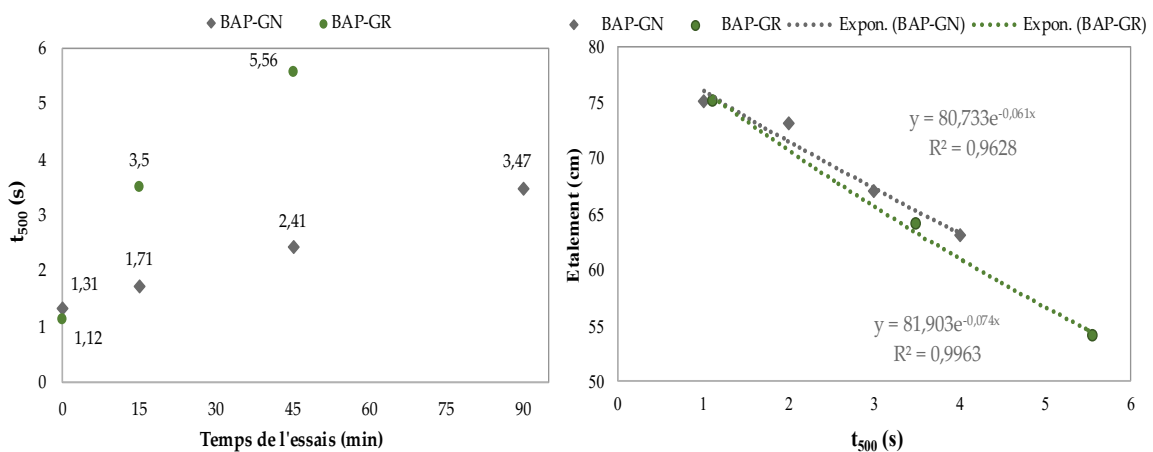 BAP-GN BAP-GR
6
5
4
3
2
1
0
t500 (s)
5,56
3,5
3,47
2,41
1,71
1,31
1,12
0 15 30 45 60 75 90
Temps de l'essais (min)
BAP-GN BAP-GR Expon. (BAP-GN) Expon. (BAP-GR)
80
75
70
65
60
55
50
Etalement (cm)
y = 80,733e-0,061x
R² = 0,9628
y = 81,903e-0,074x
R² = 0,9963
0 1 2 3 4 5 6
t500 (s)